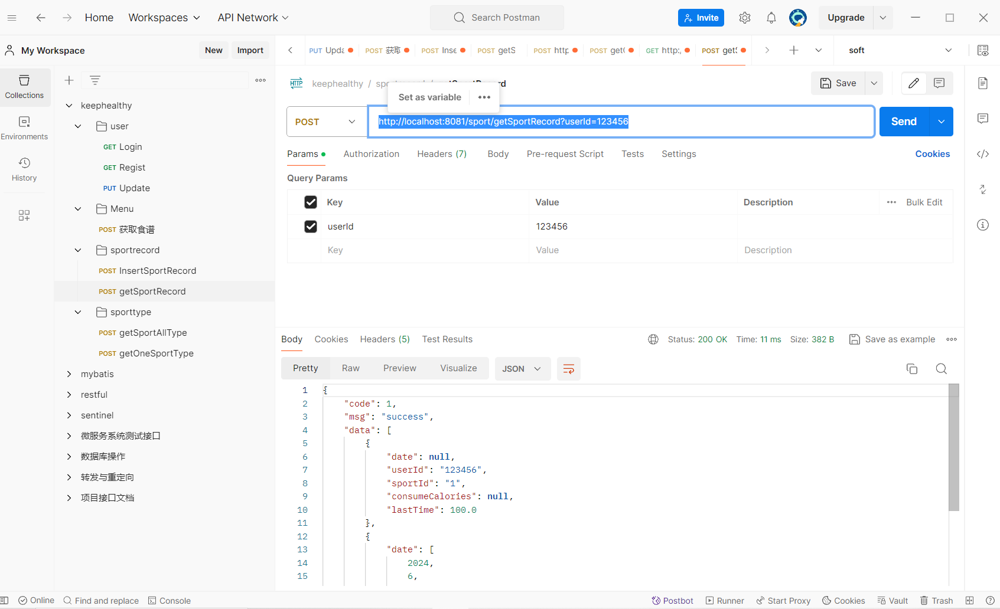 Home Workspaces API Network Search Postman Invite Upgrade
My Workspace New Import PUT Upda POST 获取 POST Inse POST getS POST http POST get( POST GET http:/ POST getS soft
Collections
Environments
History
keephealthy
user
GET Login
GET Regist
PUT Update
Menu
POST 获取食谱
sportrecord
POST InsertSportRecord
POST getSportRecord
sporttype
POST getSportAllType
POST getOneSportType
mybatis
restful
sentinel
微服务系统测试接口
数据库操作
转发与重定向
项目接口文档
HTTP keephealthy / rd Save
Set as variable
POST http://localhost:8081/sport/getSportRecord?userId=123456 Send
Params Authorization Headers (7) Body Pre-request Script Tests Settings Cookies
Query Params
Key Value Description Bulk Edit
userId 123456
Key Value Description
Body Cookies Headers (5) Test Results Status: 200 OK Time: 11 ms Size: 382 B Save as example
Pretty Raw Preview Visualize JSON
1 {
2 "code": 1,
3 "msg": "success",
4 "data": [
5 {
6 "date": null,
7 "userId": "123456",
8 "sportId": "1",
9 "consumeCalories": null,
10 "lastTime": 100.0
11 },
12 {
13 "date": [
14 2024,
15 6,
Online Find and replace Console Postbot Runner Start Proxy Cookies Vault Trash